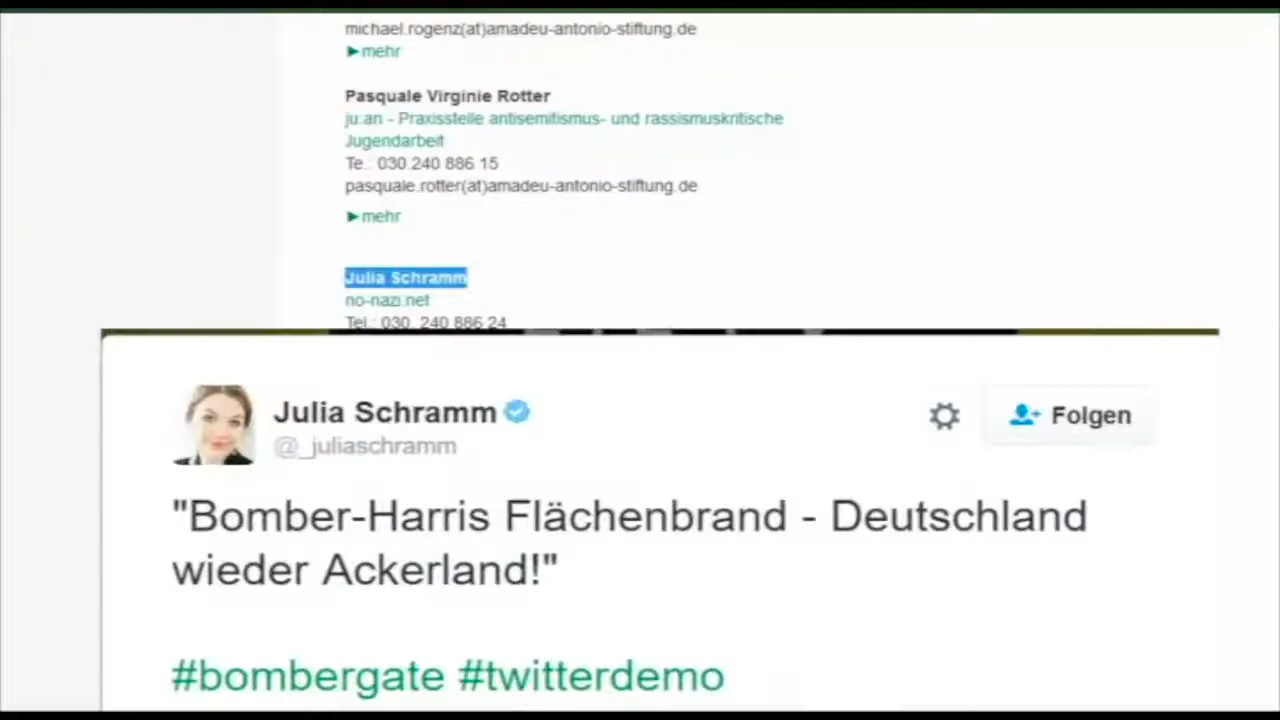 michael.rogenz(at)amadeu-antonio-stiftung.de
►mehr
Pasquale Virginie Rotter
ju:an - Praxisstelle antisemitismus- und rassismuskritische
Jugendarbeit
Te.: 030.240 886 15
pasquale.rotter(at)amadeu-antonio-stiftung.de
►mehr
Julia Schramm
no-nazi.net
Tel.: 030. 240 886 24
Julia Schramm
@_juliaschramm
Folgen
"Bomber-Harris Flächenbrand - Deutschland
wieder Ackerland!"
#bombergate #twitterdemo